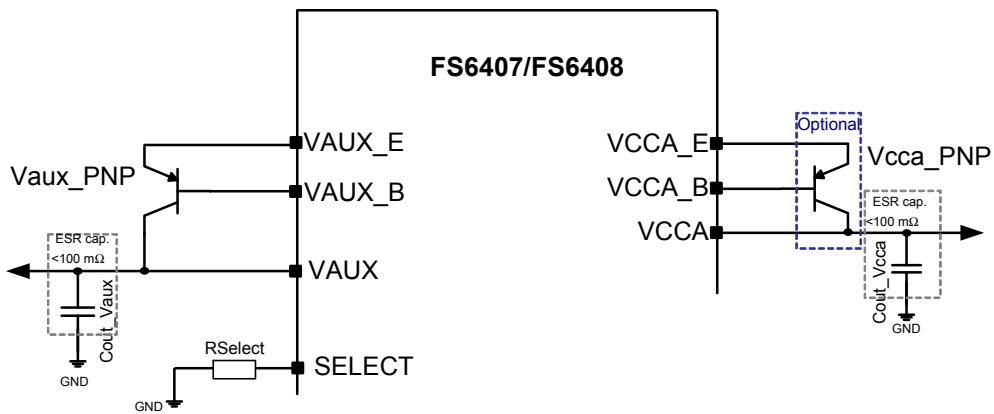 FS6407/FS6408
VAUX_E
Vaux_PNP
VAUX_B
ESR cap.
<100 mΩ
VAUX
Cout_Vaux
GND
RSelect
SELECT
GND
Optional
VCCA_E
Vcca_PNP
VCCA_B
ESR cap.
<100 mΩ
VCCA
Cout_Vcca
GND